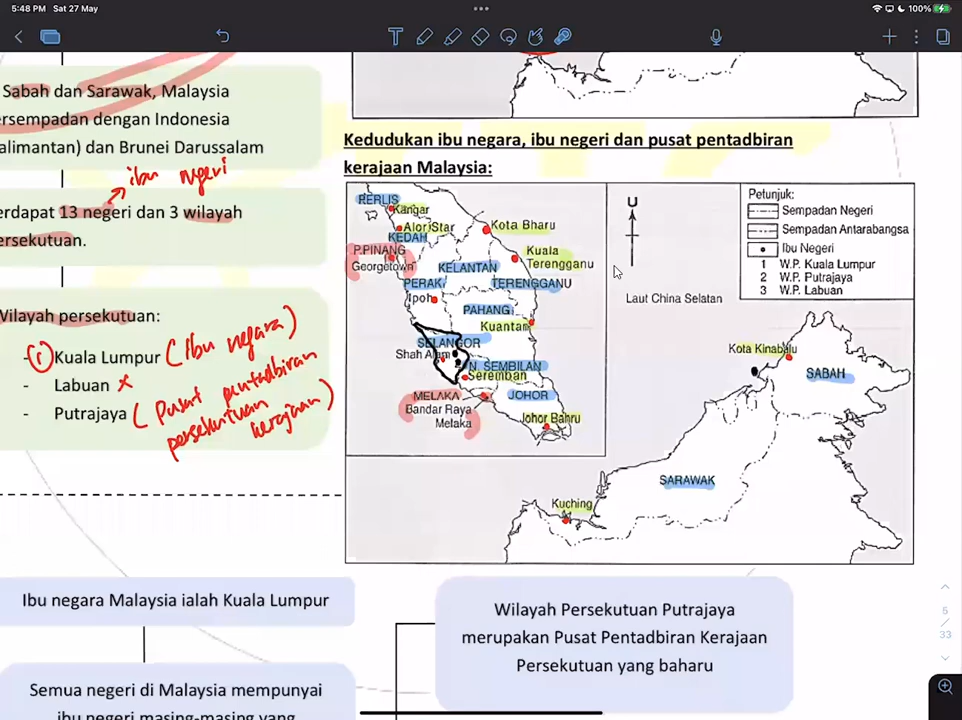 5:48 PM Sat 27 May
100%
Sabah dan Sarawak, Malaysia
ersempadan dengan Indonesia
alimantan) dan Brunei Darussalam
ibu negeri
erdapat 13 negeri dan 3 wilayah
ersekutuan.
Wilayah persekutuan:
- (1) Kuala Lumpur (ibu negara)
- Labuan x
- Putrajaya (Pusat pentadbiran
persekutuan
kerajaan)
Kedudukan ibu negara, ibu negeri dan pusat pentadbiran
kerajaan Malaysia:
PERLIS
Kangar
Alor Star
KEDAH
Kota Bharu
P.PINANG
Georgetown
Kuala
Terengganu
KELANTAN
PERAK
TERENGGANU
Ipoh
PAHANG
Kuantan
SELANGOR
Shah Alam
N. SEMBILAN
Seremban
MELAKA
JOHOR
Bandar Raya
Melaka
Johor Bahru
U
Laut China Selatan
Petunjuk:
Sempadan Negeri
Sempadan Antarabangsa
Ibu Negeri
1 W.P. Kuala Lumpur
2 W.P. Putrajaya
3 W.P. Labuan
Kota Kinabalu
SABAH
SARAWAK
Kuching
Ibu negara Malaysia ialah Kuala Lumpur
Wilayah Persekutuan Putrajaya
merupakan Pusat Pentadbiran Kerajaan
Persekutuan yang baharu
Semua negeri di Malaysia mempunyai
ibu negeri masing-masing yang
5
/
33